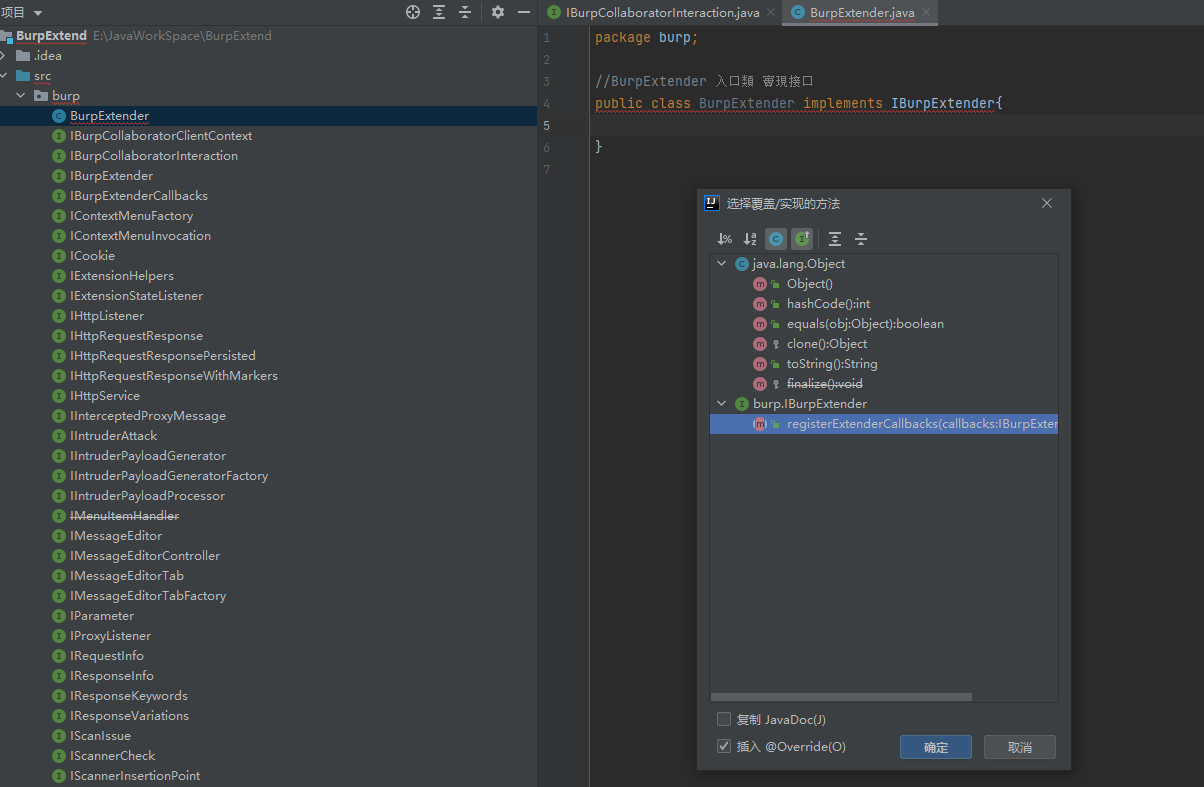 项目
BurpExtend E:\JavaWorkSpace\BurpExtend
.idea
src
burp
BurpExtender
IBurpCollaboratorClientContext
IBurpCollaboratorInteraction
IBurpExtender
IBurpExtenderCallbacks
IContextMenuFactory
IContextMenuInvocation
ICookie
IExtensionHelpers
IExtensionStateListener
IHttpListener
IHttpRequestResponse
IHttpRequestResponsePersisted
IHttpRequestResponseWithMarkers
IHttpService
IInterceptedProxyMessage
IIntruderAttack
IIntruderPayloadGenerator
IIntruderPayloadGeneratorFactory
IIntruderPayloadProcessor
IMenuItemHandler
IMessageEditor
IMessageEditorController
IMessageEditorTab
IMessageEditorTabFactory
IParameter
IProxyListener
IRequestInfo
IResponseInfo
IResponseKeywords
IResponseVariations
IScanIssue
IScannerCheck
IScannerInsertionPoint
IBurpCollaboratorInteraction.java
BurpExtender.java
1 package burp;
2
3 //BurpExtender 入口類 實現接口
4 public class BurpExtender implements IBurpExtender{
5
6 }
7
选择覆盖/实现的方法
java.lang.Object
Object()
hashCode():int
equals(obj:Object):boolean
clone():Object
toString():String
finalize():void
burp.IBurpExtender
registerExtenderCallbacks(callbacks:IBurpExter
复制 JavaDoc(J)
插入 @Override(O)
确定
取消